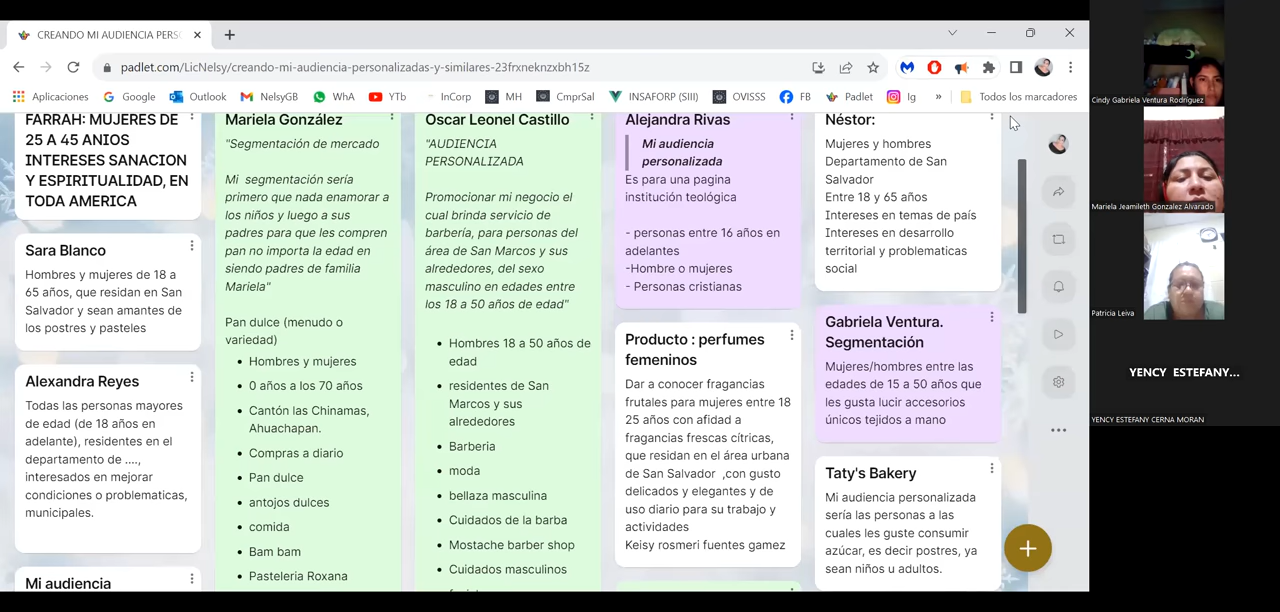 CREANDO MI AUDIENCIA PERSO
padlet.com/LicNelsy/creando-mi-audiencia-personalizadas-y-similares-23frxneknzxbh15z
Aplicaciones
Google
Outlook
NelsyGB
WhA
YTb
InCorp
MH
CmprSal
INSAFORP (SIII)
OVISSS
FB
Padlet
Ig
»
Todos los marcadores
FARRAH: MUJERES DE
25 A 45 ANIOS
INTERESES SANACION
Y ESPIRITUALIDAD, EN
TODA AMERICA
Sara Blanco
Hombres y mujeres de 18 a
65 años, que residan en San
Salvador y sean amantes de
los postres y pasteles
Alexandra Reyes
Todas las personas mayores
de edad (de 18 años en
adelante), residentes en el
departamento de ....,
interesados en mejorar
condiciones o problematicas,
municipales.
Mi audiencia
Mariela González
"Segmentación de mercado
Mi segmentación sería
primero que nada enamorar a
los niños y luego a sus
padres para que les compren
pan no importa la edad en
siendo padres de familia
Mariela"
Pan dulce (menudo o
variedad)
• Hombres y mujeres
• 0 años a los 70 años
• Cantón las Chinamas,
Ahuachapan.
• Compras a diario
• Pan dulce
• antojos dulces
• comida
• Bam bam
• Pasteleria Roxana
Oscar Leonel Castillo
"AUDIENCIA
PERSONALIZADA
Promocionar mi negocio el
cual brinda servicio de
barbería, para personas del
área de San Marcos y sus
alrededores, del sexo
masculino en edades entre
los 18 a 50 años de edad"
• Hombres 18 a 50 años de
edad
• residentes de San
Marcos y sus
alrededores
• Barberia
• moda
• bellaza masculina
• Cuidados de la barba
• Mostache barber shop
• Cuidados masculinos
Alejandra Rivas
Mi audiencia
personalizada
Es para una pagina
institución teológica
- personas entre 16 años en
adelantes
-Hombre o mujeres
- Personas cristianas
Producto : perfumes
femeninos
Dar a conocer fragancias
frutales para mujeres entre 18
25 años con afidad a
fragancias frescas cítricas,
que residan en el área urbana
de San Salvador ,con gusto
delicados y elegantes y de
uso diario para su trabajo y
actividades
Keisy rosmeri fuentes gamez
Néstor:
Mujeres y hombres
Departamento de San
Salvador
Entre 18 y 65 años
Intereses en temas de país
Intereses en desarrollo
territorial y problematicas
social
Gabriela Ventura.
Segmentación
Mujeres/hombres entre las
edades de 15 a 50 años que
les gusta lucir accesorios
únicos tejidos a mano
Taty's Bakery
Mi audiencia personalizada
sería las personas a las
cuales les guste consumir
azúcar, es decir postres, ya
sean niños u adultos.
Cindy Gabriela Ventura Rodríguez
Mariela Jeamileth Gonzalez Alvarado
Patricia Leiva
YENCY ESTEFANY...
YENCY ESTEFANY CERNA MORAN